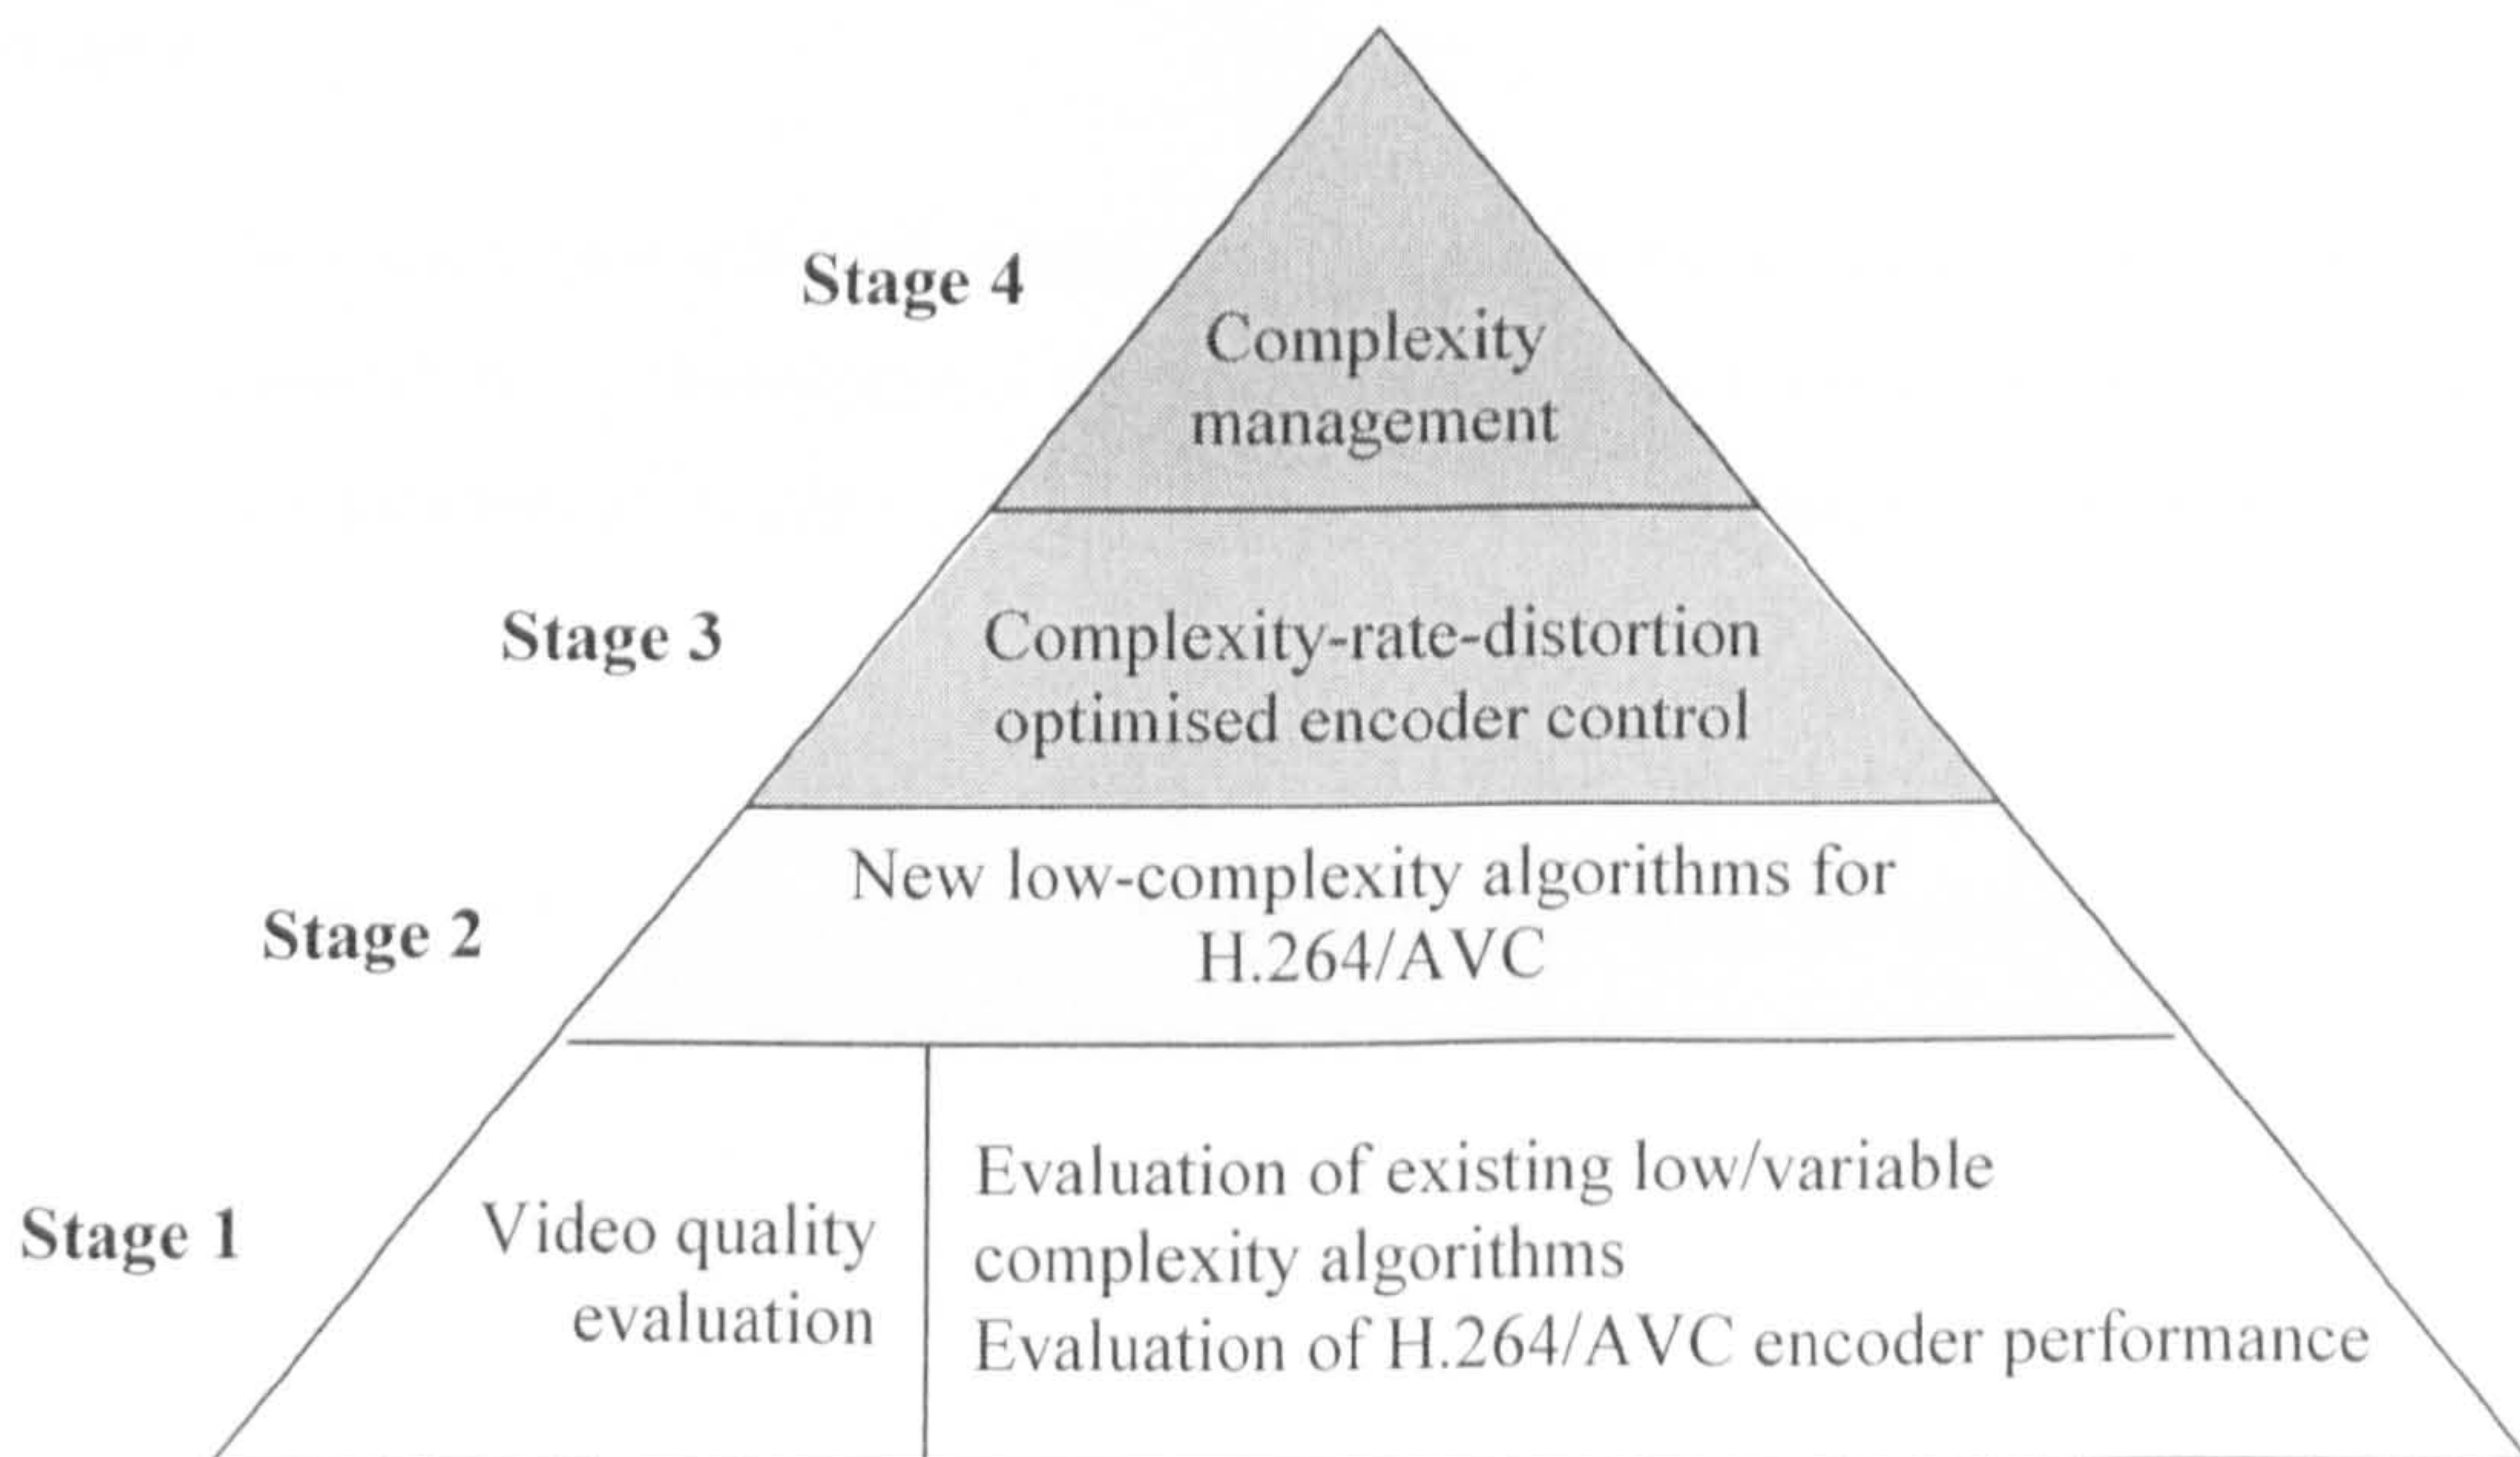 Stage 4
Complexity
management
Stage 3
Complexity-rate-distortion
optimised encoder control
Stage 2
New low-complexity algorithms for
H.264/AVC
Stage 1
Video quality
evaluation
Evaluation of existing low/variable
complexity algorithms
Evaluation of H.264/AVC encoder performance